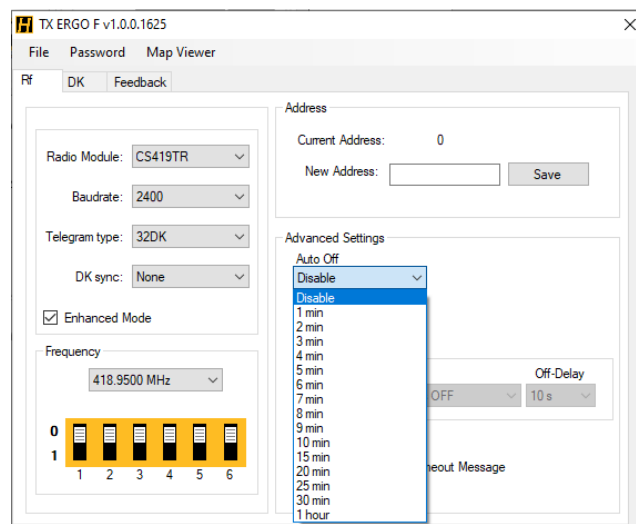 TX ERGO F v1.0.0.1625
File Password Map Viewer
Rf DK Feedback
Radio Module: CS419TR
Baudrate: 2400
Telegram type: 32DK
DK sync: None
Enhanced Mode
Frequency
418.9500 MHz
0
1
1 2 3 4 5 6
Address
Current Address: 0
New Address: Save
Advanced Settings
Auto Off
Disable
Disable
1 min
2 min
3 min
4 min
5 min
6 min
7 min
8 min
9 min
10 min
15 min
20 min
25 min
30 min
1 hour
Off-Delay
OFF 10 s
Message